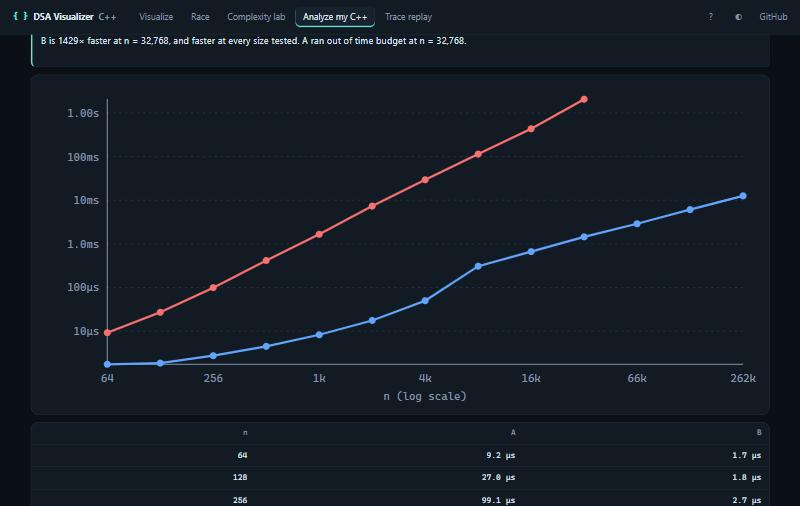 { } DSA Visualizer C++ Visualize Race Complexity lab Analyze my C++ Trace replay ? GitHub
B is 1429× faster at n = 32,768, and faster at every size tested. A ran out of time budget at n = 32,768.
1.00s
100ms
10ms
1.0ms
100µs
10µs
64 256 1k 4k 16k 66k 262k
n (log scale)
n A B
64 9.2 µs 1.7 µs
128 27.0 µs 1.8 µs
256 99.1 µs 2.7 µs